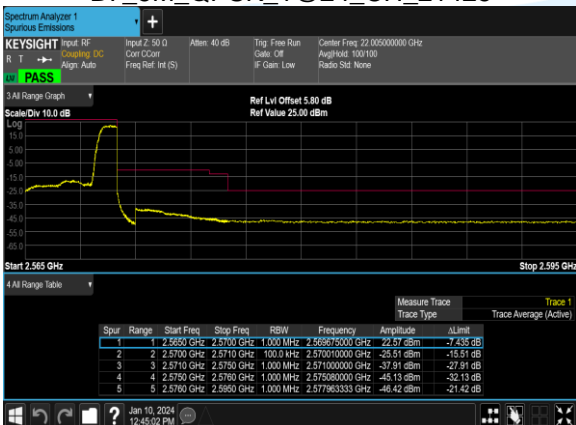 Spectrum Analyzer 1
Spurious Emissions
KEYSIGHT Input: RF Input Z: 50 Ω Atten: 40 dB Trig: Free Run Center Freq: 22.005000000 GHz
R T Coupling: DC Corr CCorr Gate: Off Avg|Hold: 100/100
Align: Auto Freq Ref: Int (S) IF Gain: Low Radio Std: None
PASS
3 All Range Graph
Ref Lvl Offset 5.80 dB
Scale/Div 10.0 dB Ref Value 25.00 dBm
Log
15.0
5.00
-5.00
-15.0
-25.0
-35.0
-45.0
-55.0
-65.0
Start 2.565 GHz Stop 2.595 GHz
4 All Range Table
Measure Trace Trace 1
Trace Type Trace Average (Active)
Spur Range Start Freq Stop Freq RBW Frequency Amplitude ΔLimit
1 1 2.5650 GHz 2.5700 GHz 1.000 MHz 2.569675000 GHz 22.57 dBm -7.435 dB
2 2 2.5700 GHz 2.5710 GHz 100.0 kHz 2.570010000 GHz -25.51 dBm -15.51 dB
3 3 2.5710 GHz 2.5750 GHz 1.000 MHz 2.571000000 GHz -37.91 dBm -27.91 dB
4 4 2.5750 GHz 2.5760 GHz 1.000 MHz 2.575080000 GHz -45.13 dBm -32.13 dB
5 5 2.5760 GHz 2.5950 GHz 1.000 MHz 2.577963333 GHz -46.42 dBm -21.42 dB
Jan 10, 2024
12:45:02 PM